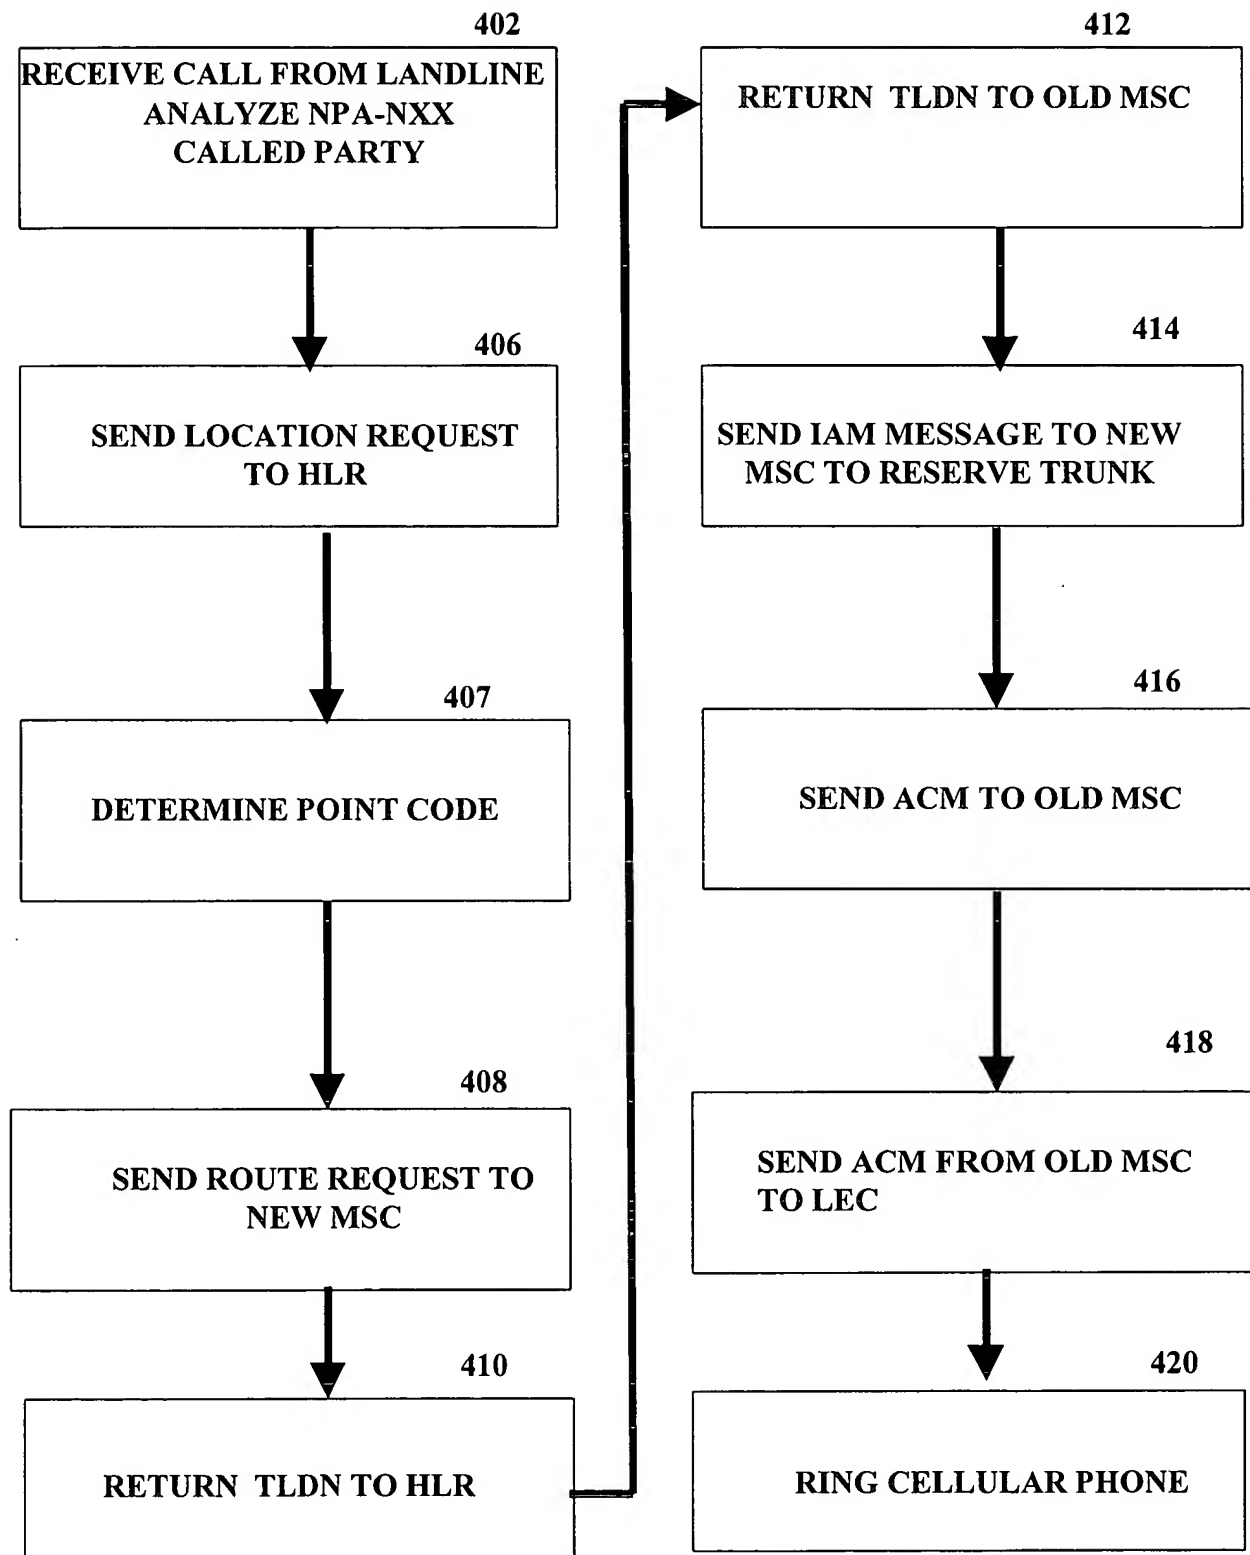 402
RECEIVE CALL FROM LANDLINE
ANALYZE NPA-NXX
CALLED PARTY
406
SEND LOCATION REQUEST
TO HLR
407
DETERMINE POINT CODE
408
SEND ROUTE REQUEST TO
NEW MSC
410
RETURN TLDN TO HLR
412
RETURN TLDN TO OLD MSC
414
SEND IAM MESSAGE TO NEW
MSC TO RESERVE TRUNK
416
SEND ACM TO OLD MSC
418
SEND ACM FROM OLD MSC
TO LEC
420
RING CELLULAR PHONE